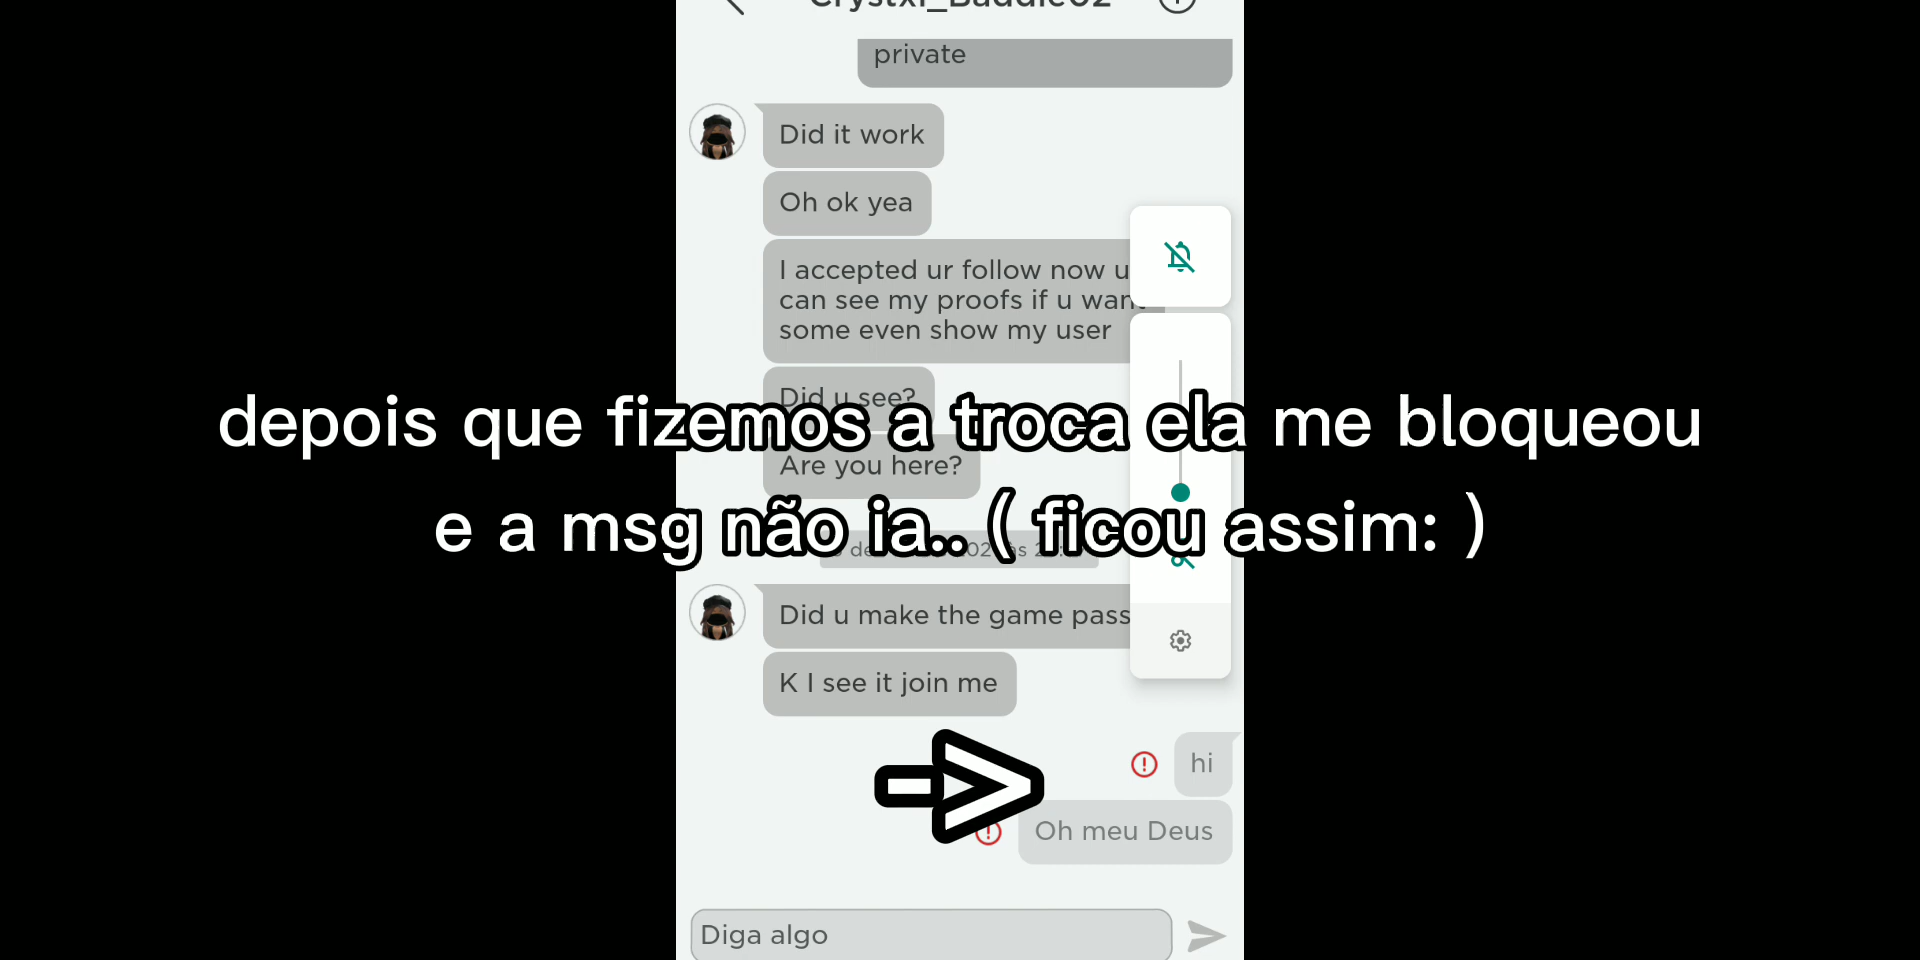 private
Did it work
Oh ok yea
I accepted ur follow now u
can see my proofs if u want
some even show my user
Did u see?
depois que fizemos a troca ela me bloqueou
Are you here?
e a msg não ia.. ( ficou assim: )
Did u make the game pass
K I see it join me
hi
Oh meu Deus
Diga algo